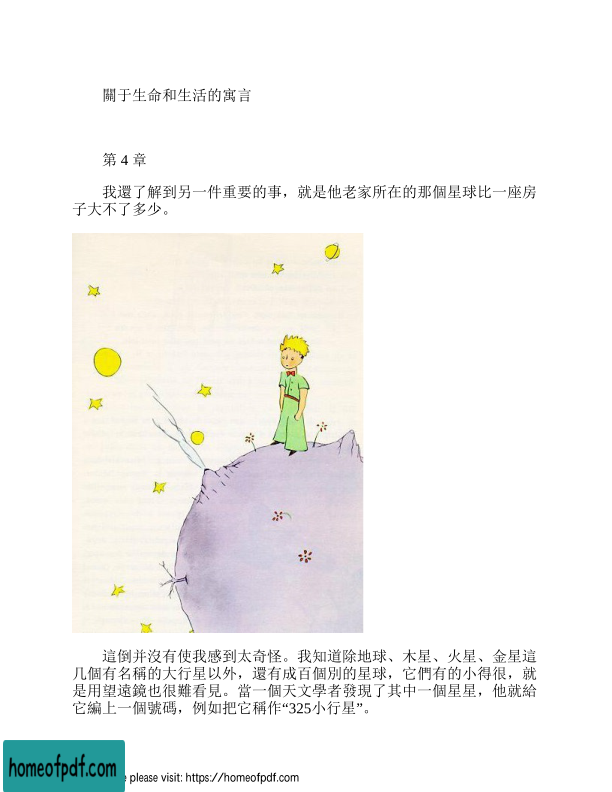 關于生命和生活的寓言
第 4 章
我還了解到另一件重要的事，就是他老家所在的那個星球比一座房
子大不了多少。
這倒并沒有使我感到太奇怪。我知道除地球、木星、火星、金星這
几個有名稱的大行星以外，還有成百個別的星球，它們有的小得很，就
是用望遠鏡也很難看見。當一個天文學者發現了其中一個星星，他就給
它編上一個號碼，例如把它稱作“325小行星”。
homeofpdf.com
please visit: https://homeofpdf.com